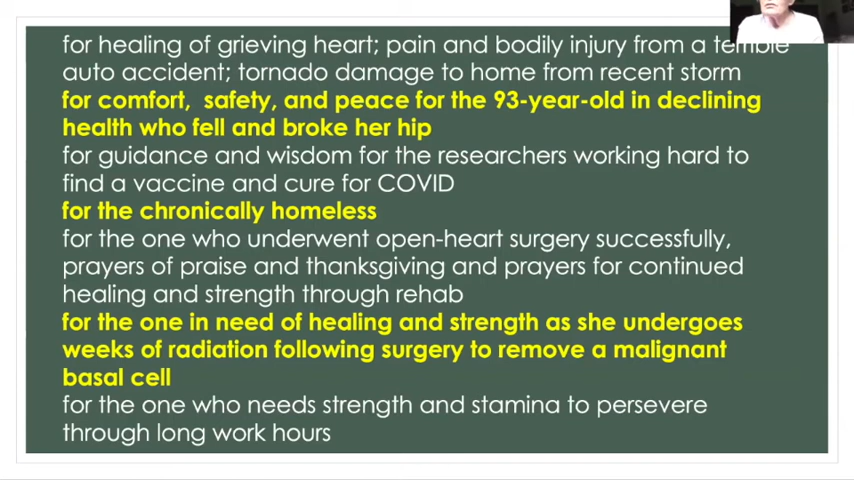 for healing of grieving heart; pain and bodily injury from a terrible
auto accident; tornado damage to home from recent storm
for comfort, safety, and peace for the 93-year-old in declining
health who fell and broke her hip
for guidance and wisdom for the researchers working hard to
find a vaccine and cure for COVID
for the chronically homeless
for the one who underwent open-heart surgery successfully,
prayers of praise and thanksgiving and prayers for continued
healing and strength through rehab
for the one in need of healing and strength as she undergoes
weeks of radiation following surgery to remove a malignant
basal cell
for the one who needs strength and stamina to persevere
through long work hours